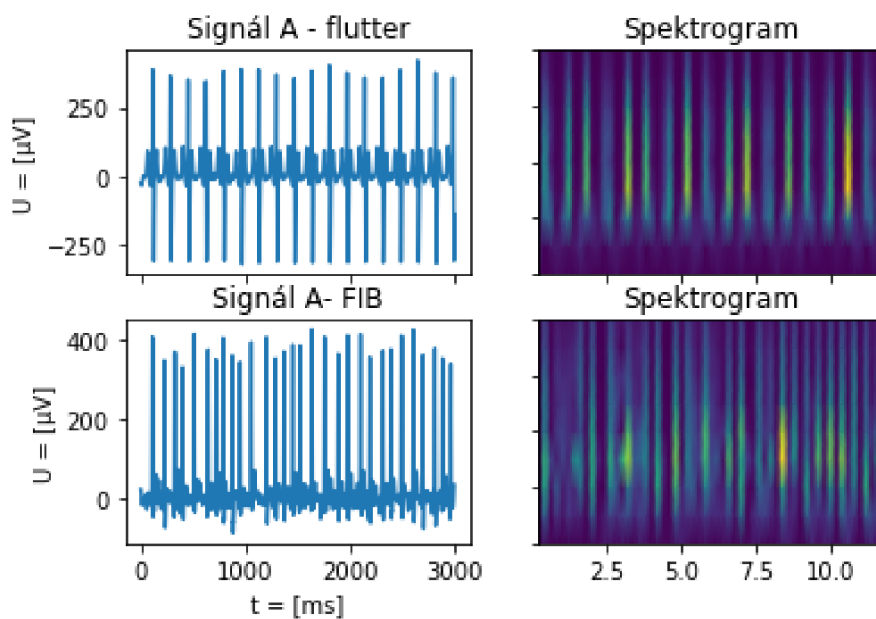 Signál A - flutter
Spektrogram
250
0
−250
U = [µV]
Signál A- FIB
Spektrogram
400
200
0
U = [µV]
0 1000 2000 3000
t = [ms]
2.5 5.0 7.5 10.0